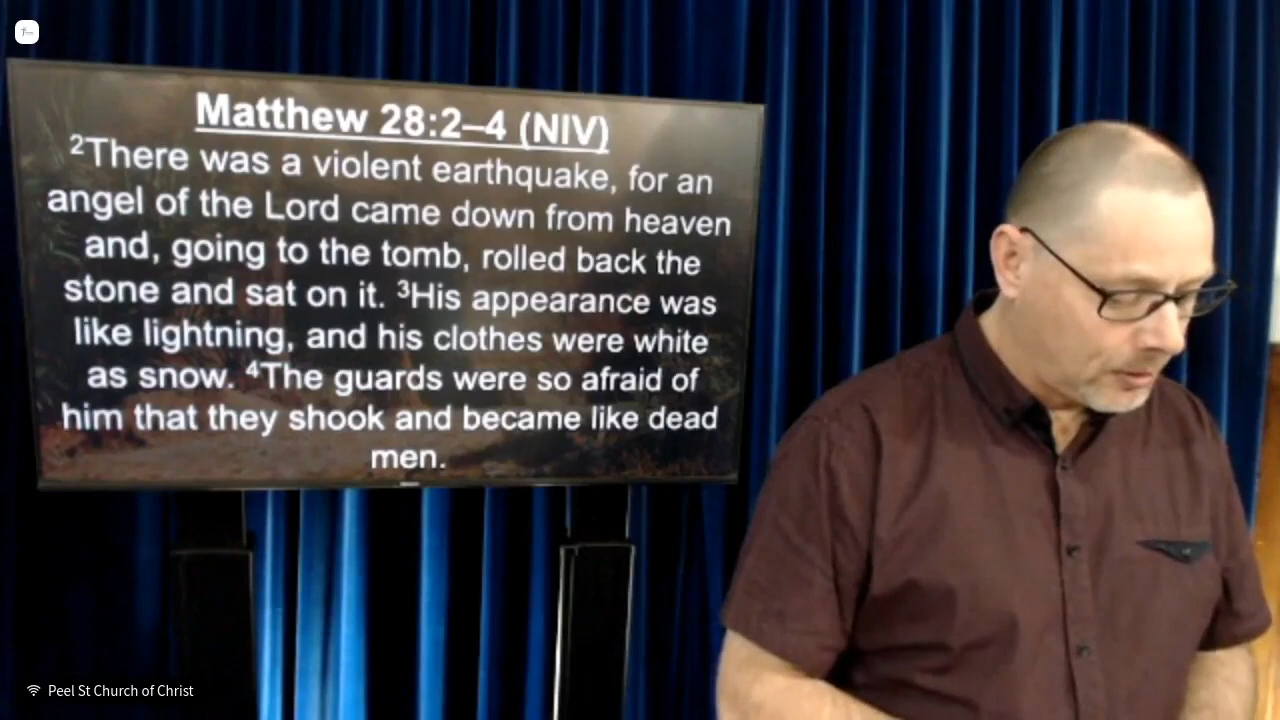 Matthew 28:2–4 (NIV)
²There was a violent earthquake, for an
angel of the Lord came down from heaven
and, going to the tomb, rolled back the
stone and sat on it. ³His appearance was
like lightning, and his clothes were white
as snow. ⁴The guards were so afraid of
him that they shook and became like dead
men.
Peel St Church of Christ